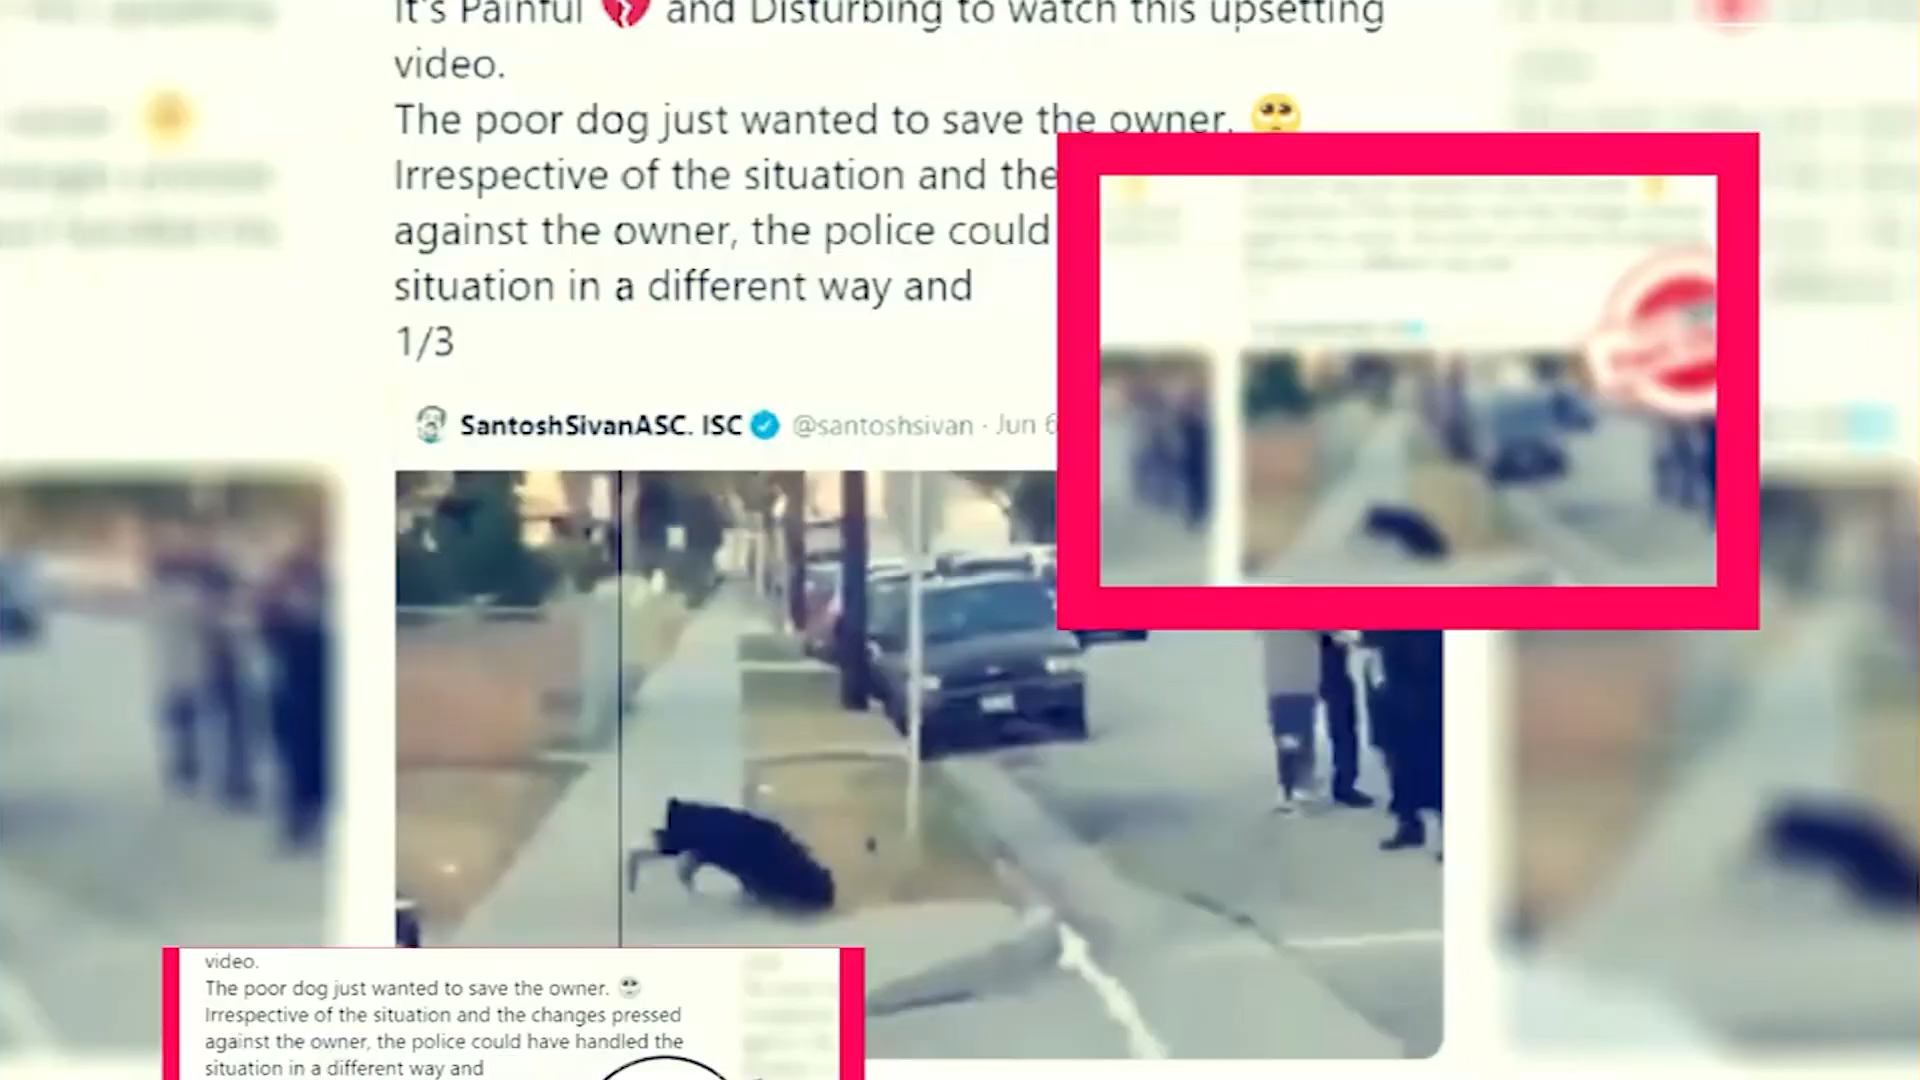 It's Painful 💔 and Disturbing to watch this upsetting
video.
The poor dog just wanted to save the owner. 🥺
Irrespective of the situation and the
against the owner, the police could
situation in a different way and
1/3
SantoshSivanASC. ISC @santoshsivan · Jun 6
video.
The poor dog just wanted to save the owner. 🥺
Irrespective of the situation and the changes pressed
against the owner, the police could have handled the
situation in a different way and